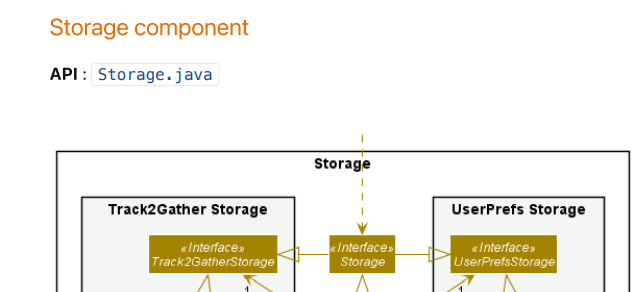 Storage component
API : Storage.java
Storage
Track2Gather Storage
UserPrefs Storage
«Interface»
Track2GatherStorage
«Interface»
Storage
«Interface»
UserPrefsStorage
1
1